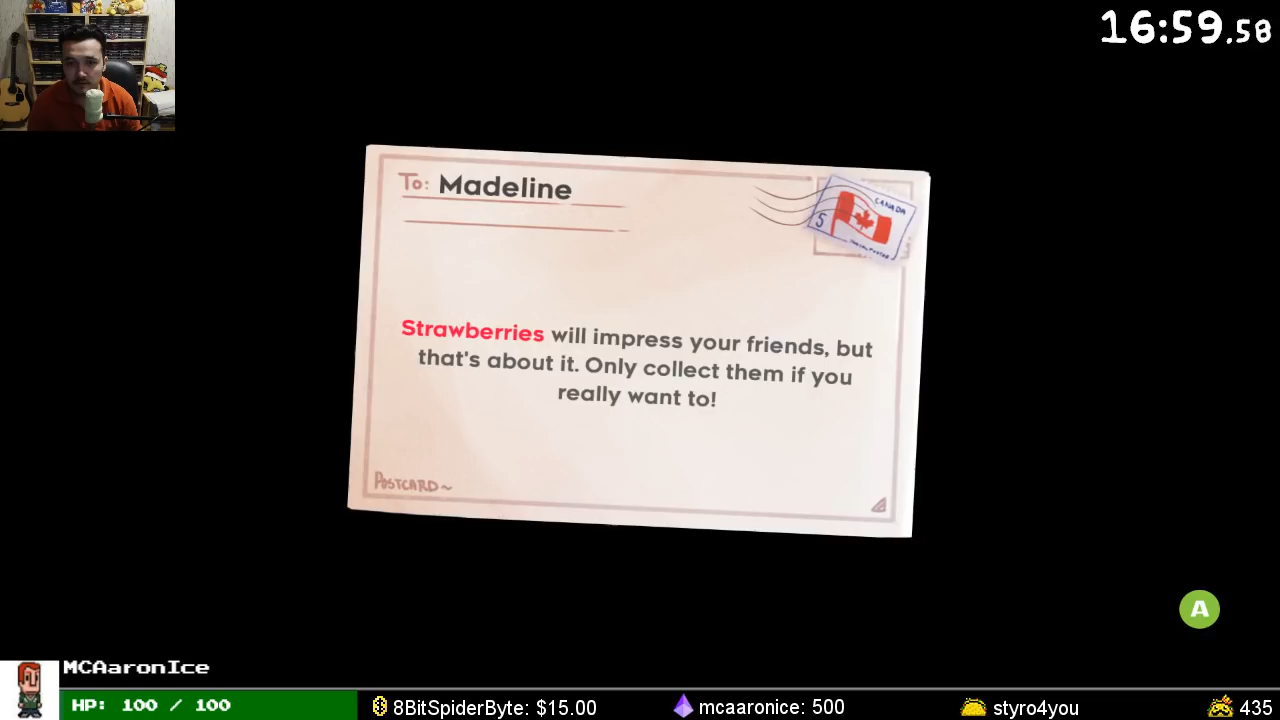 16:59.58
To: Madeline
CANADA
5
Strawberries will impress your friends, but
that's about it. Only collect them if you
really want to!
POSTCARD~
A
MCAaronIce
HP: 100 / 100
8BitSpiderByte: $15.00
mcaaronice: 500
styro4you
435